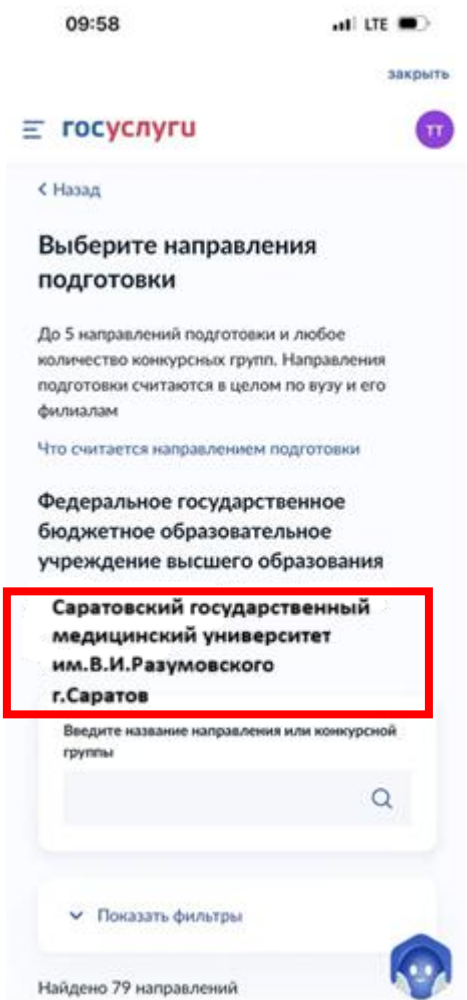 09:58
LTE
закрыть
госуслуги
ТТ
Назад
Выберите направления
подготовки
До 5 направлений подготовки и любое
количество конкурсных групп. Направления
подготовки считаются в целом по вузу и его
филиалам
Что считается направлением подготовки
Федеральное государственное
бюджетное образовательное
учреждение высшего образования
Саратовский государственный
медицинский университет
им.В.И.Разумовского
г.Саратов
Введите название направления или конкурсной
группы
Показать фильтры
Найдено 79 направлений